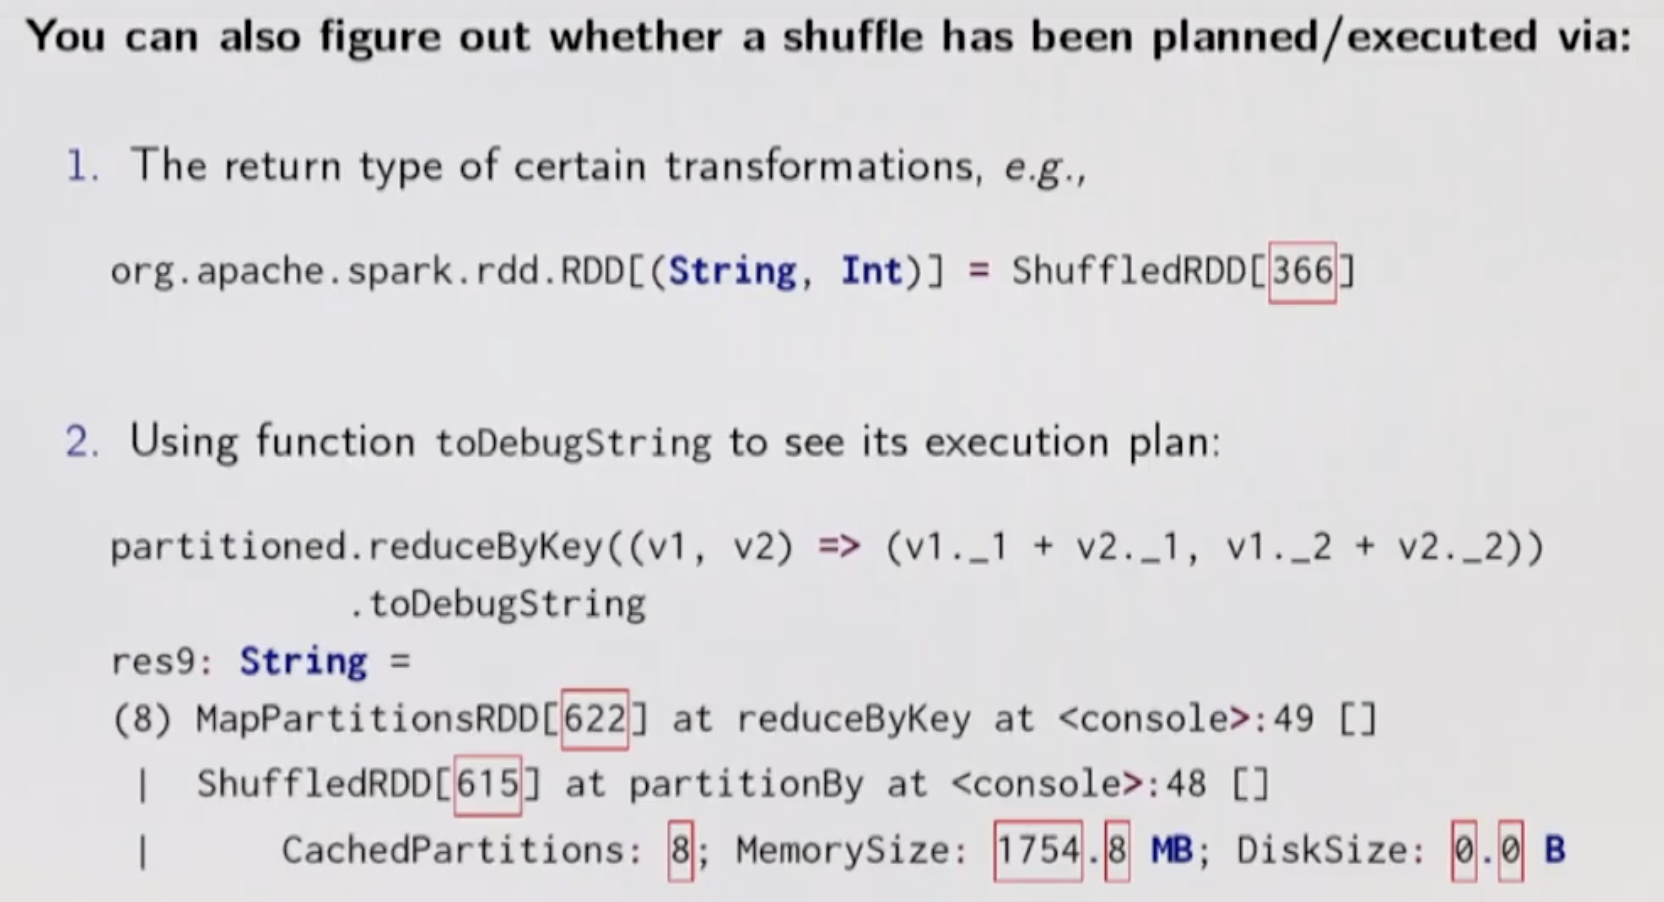 You can also figure out whether a shuffle has been planned/executed via:
1. The return type of certain transformations, e.g.,
org.apache.spark.rdd.RDD[(String, Int)] = ShuffledRDD[366]
2. Using function toDebugString to see its execution plan:
partitioned.reduceByKey((v1, v2) => (v1._1 + v2._1, v1._2 + v2._2))
.toDebugString
res9: String =
(8) MapPartitionsRDD[622] at reduceByKey at <console>:49 []
| ShuffledRDD[615] at partitionBy at <console>:48 []
| CachedPartitions: 8; MemorySize: 1754.8 MB; DiskSize: 0.0 B